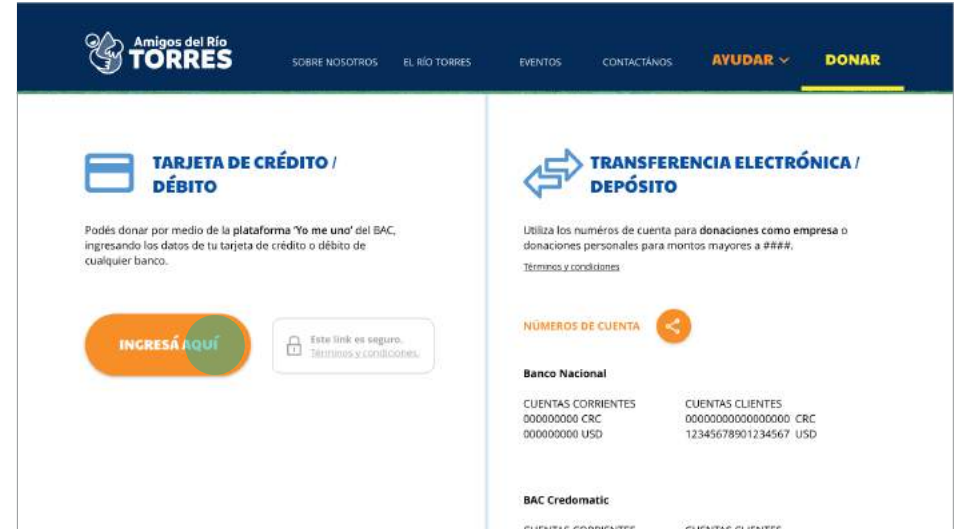 Amigos del Río
TORRES
SOBRE NOSOTROS EL RÍO TORRES EVENTOS CONTACTÁNOS AYUDAR DONAR
TARJETA DE CRÉDITO /
DÉBITO
Podés donar por medio de la plataforma 'Yo me uno' del BAC,
ingresando los datos de tu tarjeta de crédito o débito de
cualquier banco.
INGRESÁ AQUÍ
Este link es seguro.
Términos y condiciones.
TRANSFERENCIA ELECTRÓNICA /
DEPÓSITO
Utiliza los números de cuenta para donaciones como empresa o
donaciones personales para montos mayores a ####.
Términos y condiciones
NÚMEROS DE CUENTA
Banco Nacional
CUENTAS CORRIENTES CUENTAS CLIENTES
000000000 CRC 00000000000000000 CRC
000000000 USD 12345678901234567 USD
BAC Credomatic
CUENTAS CORRIENTES CUENTAS CLIENTES